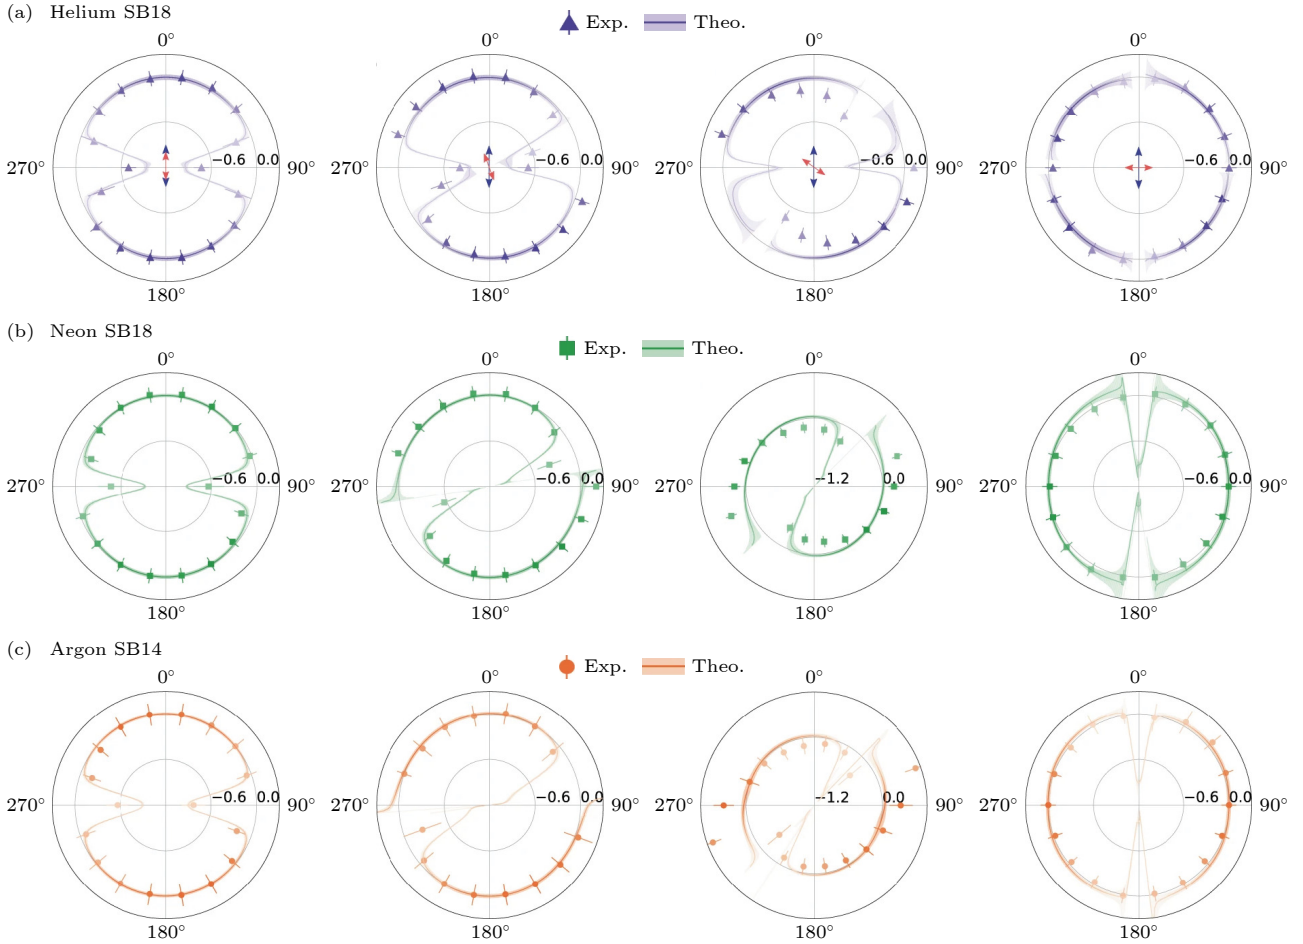 (a) Helium SB18
Exp. Theo.
0° 0° 0° 0°
270° −0.6 0.0 90° 270° −0.6 0.0 90° 270° −0.6 0.0 90° 270° −0.6 0.0 90°
180° 180° 180° 180°
(b) Neon SB18
Exp. Theo.
0° 0° 0° 0°
270° −0.6 0.0 90° 270° −0.6 0.0 90° 270° −1.2 0.0 90° 270° −0.6 0.0 90°
180° 180° 180° 180°
(c) Argon SB14
Exp. Theo.
0° 0° 0° 0°
270° −0.6 0.0 90° 270° −0.6 0.0 90° 270° −1.2 0.0 90° 270° −0.6 0.0 90°
180° 180° 180° 180°